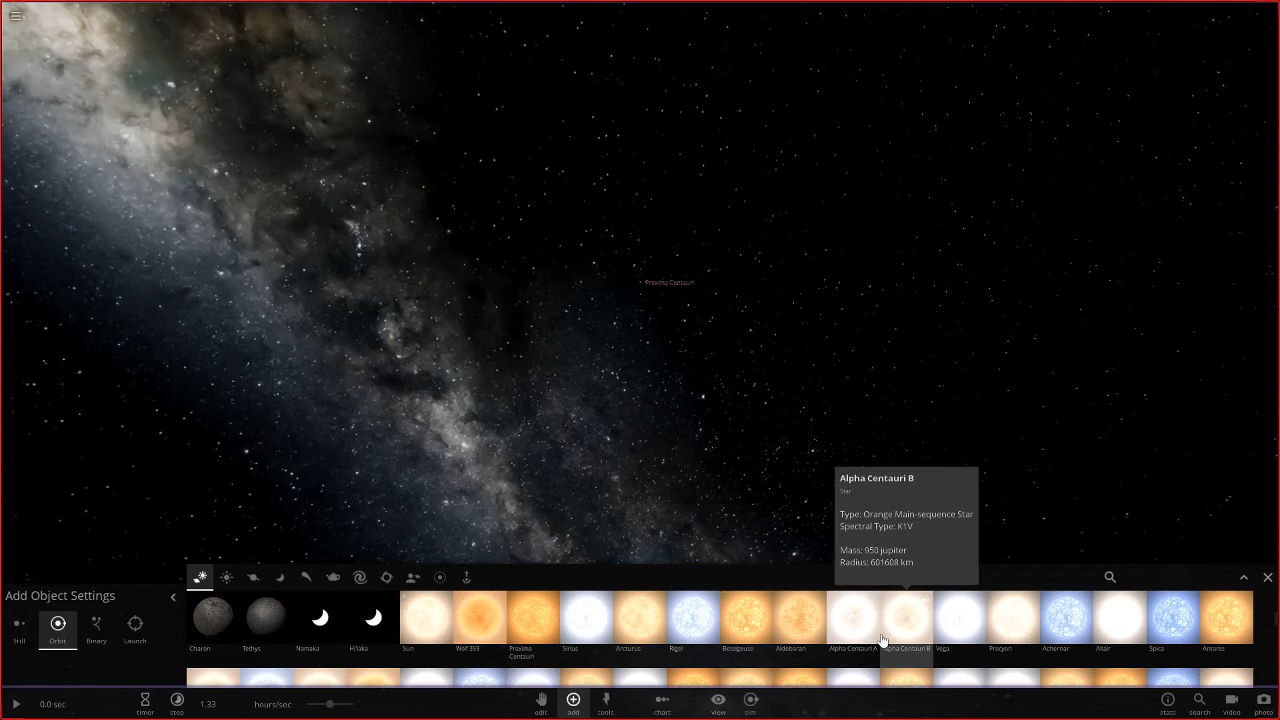 Proxima Centauri
Alpha Centauri B
Star
Type: Orange Main-sequence Star
Spectral Type: K1V
Mass: 950 jupiter
Radius: 601608 km
Add Object Settings
Still
Orbit
Binary
Launch
Charon
Tethys
Namaka
Hi'iaka
Sun
Wolf 359
Proxima Centauri
Sirius
Arcturus
Rigel
Betelgeuse
Aldebaran
Alpha Centauri A
Alpha Centauri B
Vega
Procyon
Achernar
Altair
Spica
Antares
0.0 sec
timer
step
1.33
hours/sec
edit
add
tools
chart
view
sim
stats
search
video
photo